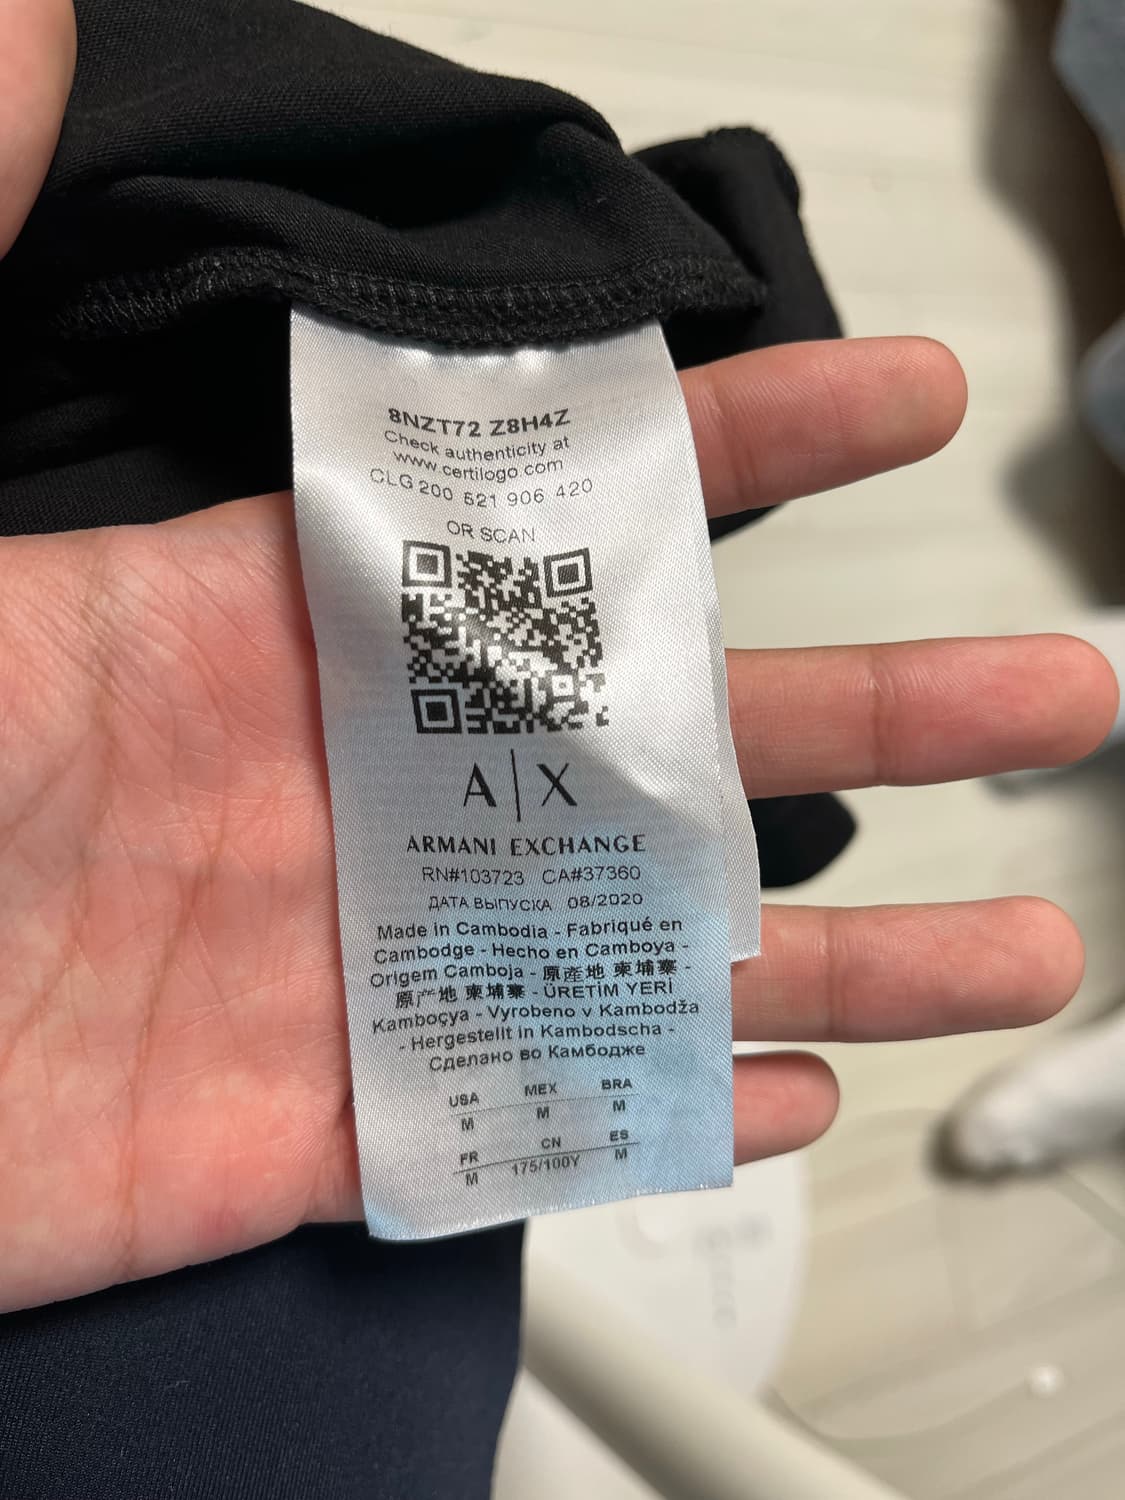 8NZT72 Z8H4Z
Check authenticity at
www.certilogo.com
CLG 200 521 906 420
OR SCAN
A|X
ARMANI EXCHANGE
RN#103723 CA#37360
ДАТА ВЫПУСКА 08/2020
Made in Cambodia - Fabriqué en
Cambodge - Hecho en Camboya -
Origem Camboja - 原產地 柬埔寨 -
原产地 柬埔寨 - ÜRETİM YERİ
Kamboçya - Vyrobeno v Kambodža
- Hergestellt in Kambodscha -
Сделано во Камбодже
USA MEX BRA
M M M
FR CN ES
M 175/100Y M